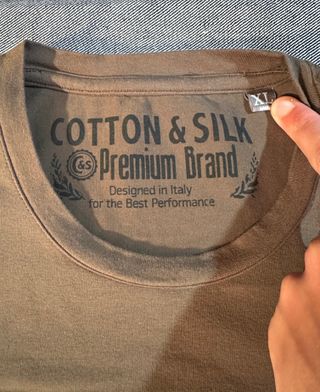 XL
COTTON & SILK
C&S Premium Brand
Designed in Italy
for the Best Performance